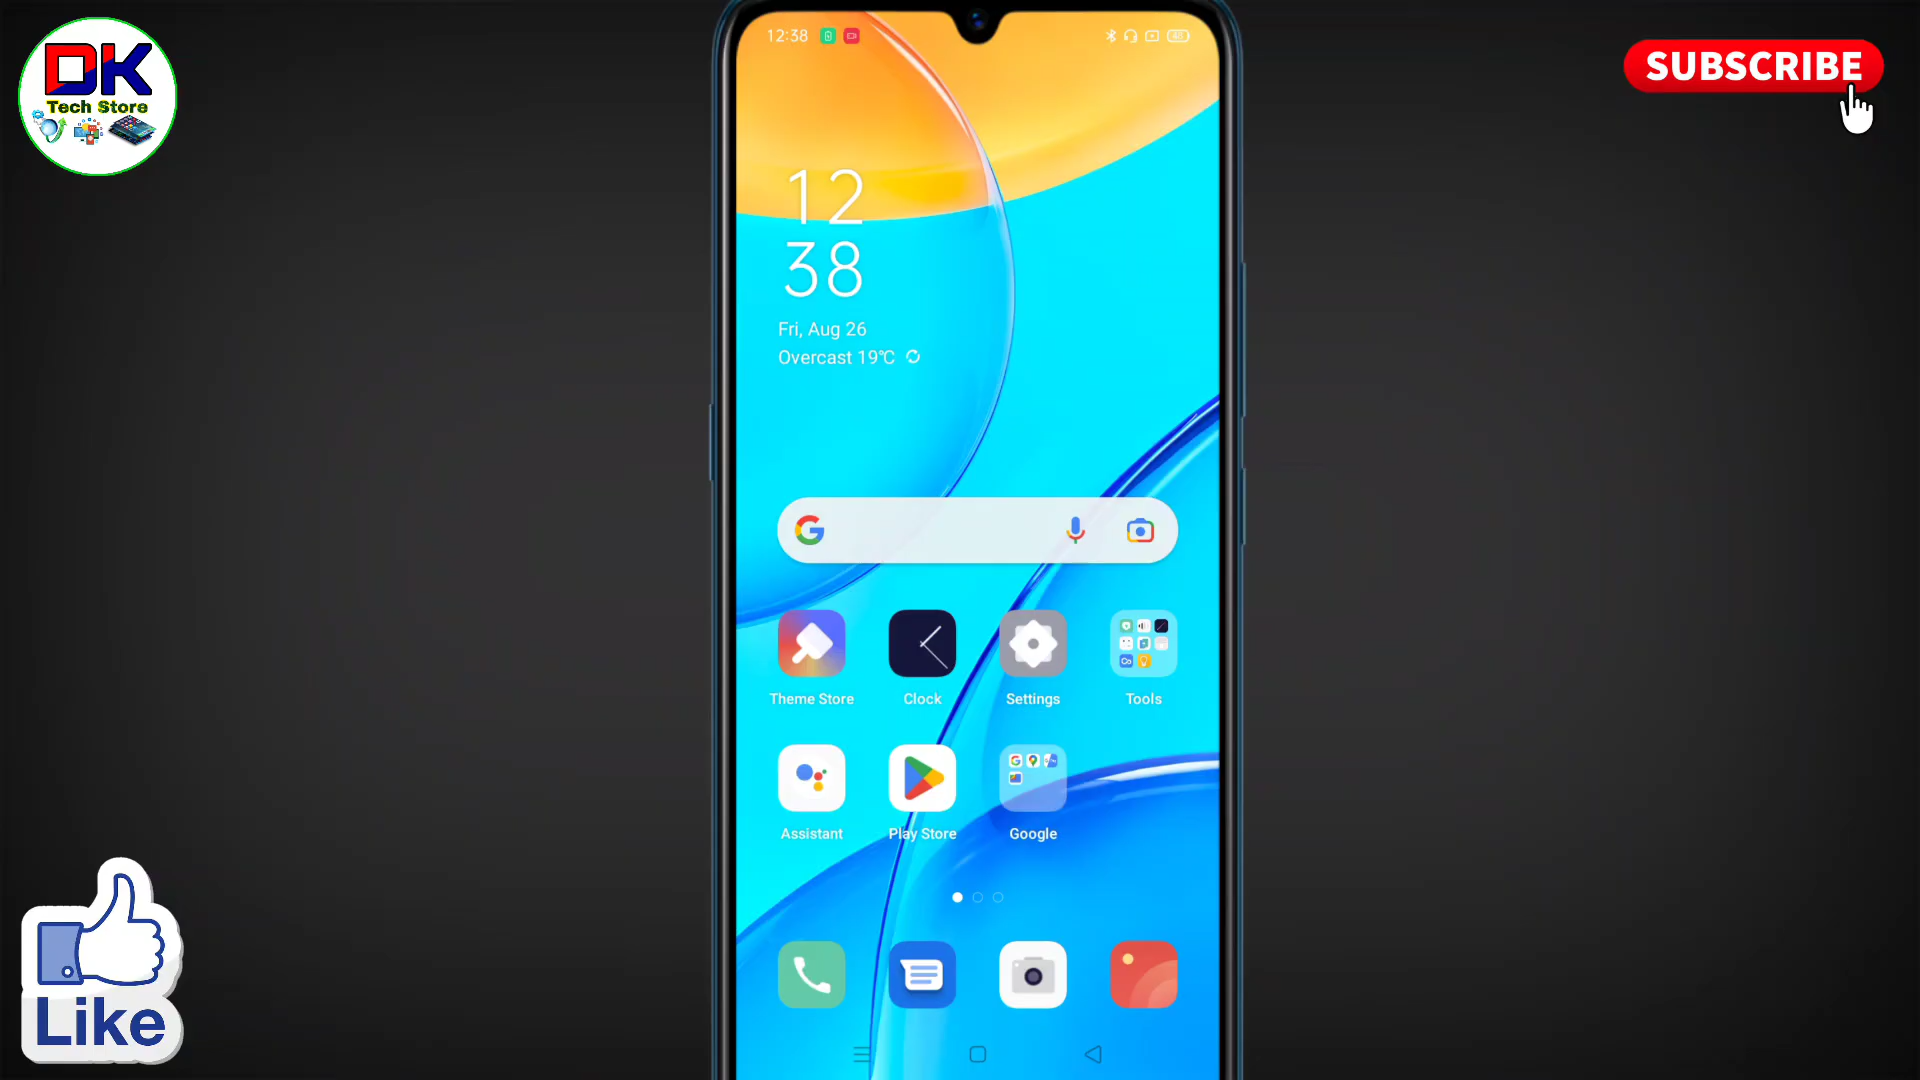 DK
Tech Store
SUBSCRIBE
12:38
48
12
38
Fri, Aug 26
Overcast 19℃
Theme Store
Clock
Settings
Tools
Assistant
Play Store
Google
Like